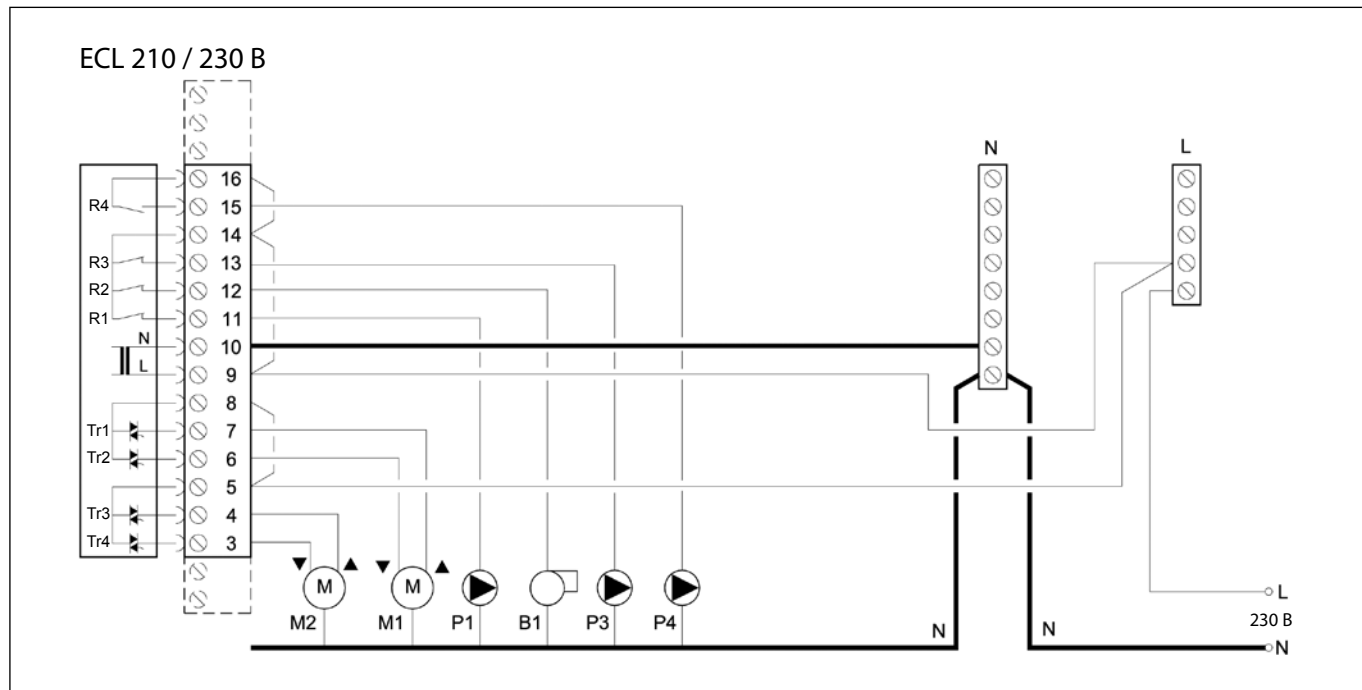 ECL 210 / 230 B
N
L
16
R4 15
14
R3 13
R2 12
R1 11
N 10
L 9
8
Tr1 7
Tr2 6
5
Tr3 4
Tr4 3
M M
M2 M1 P1 B1 P3 P4
N N
L
230 B
N